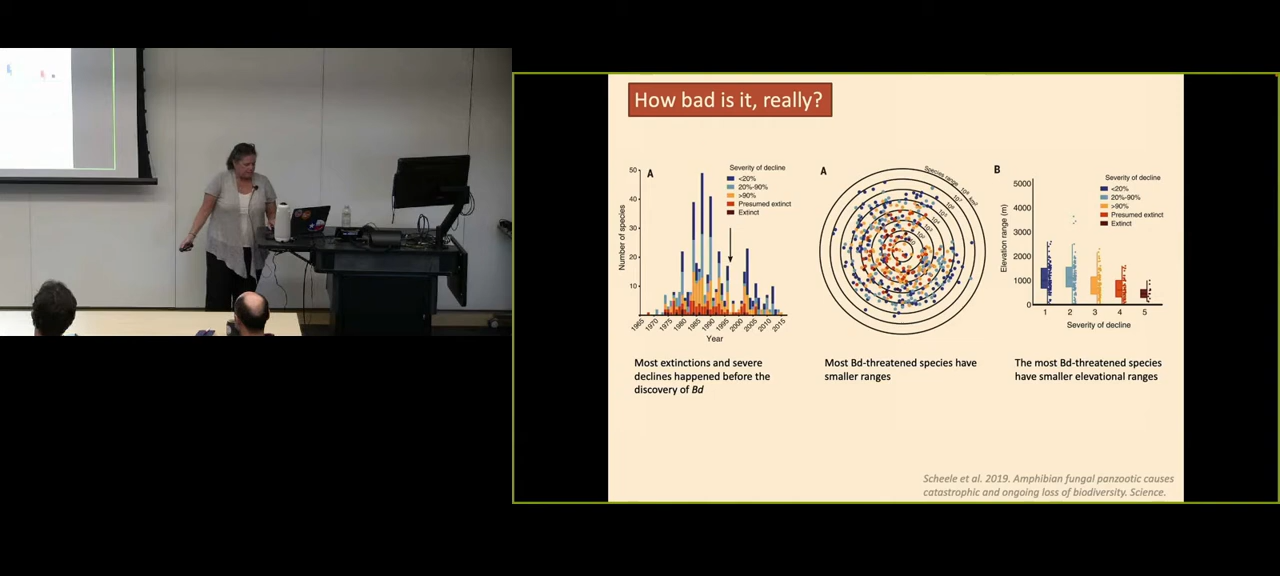 How bad is it, really?
A
Severity of decline
<20%
20%-90%
>90%
Presumed extinct
Extinct
Number of species
50
40
30
20
10
1965
1970
1975
1980
1985
1990
1995
2000
2005
2010
2015
Year
Most extinctions and severe
declines happened before the
discovery of Bd
A
Species range
Most Bd-threatened species have
smaller ranges
B
Severity of decline
<20%
20%-90%
>90%
Presumed extinct
Extinct
Elevation range (m)
5000
4000
3000
2000
1000
0
1 2 3 4 5
Severity of decline
The most Bd-threatened species
have smaller elevational ranges
Scheele et al. 2019. Amphibian fungal panzootic causes
catastrophic and ongoing loss of biodiversity. Science.